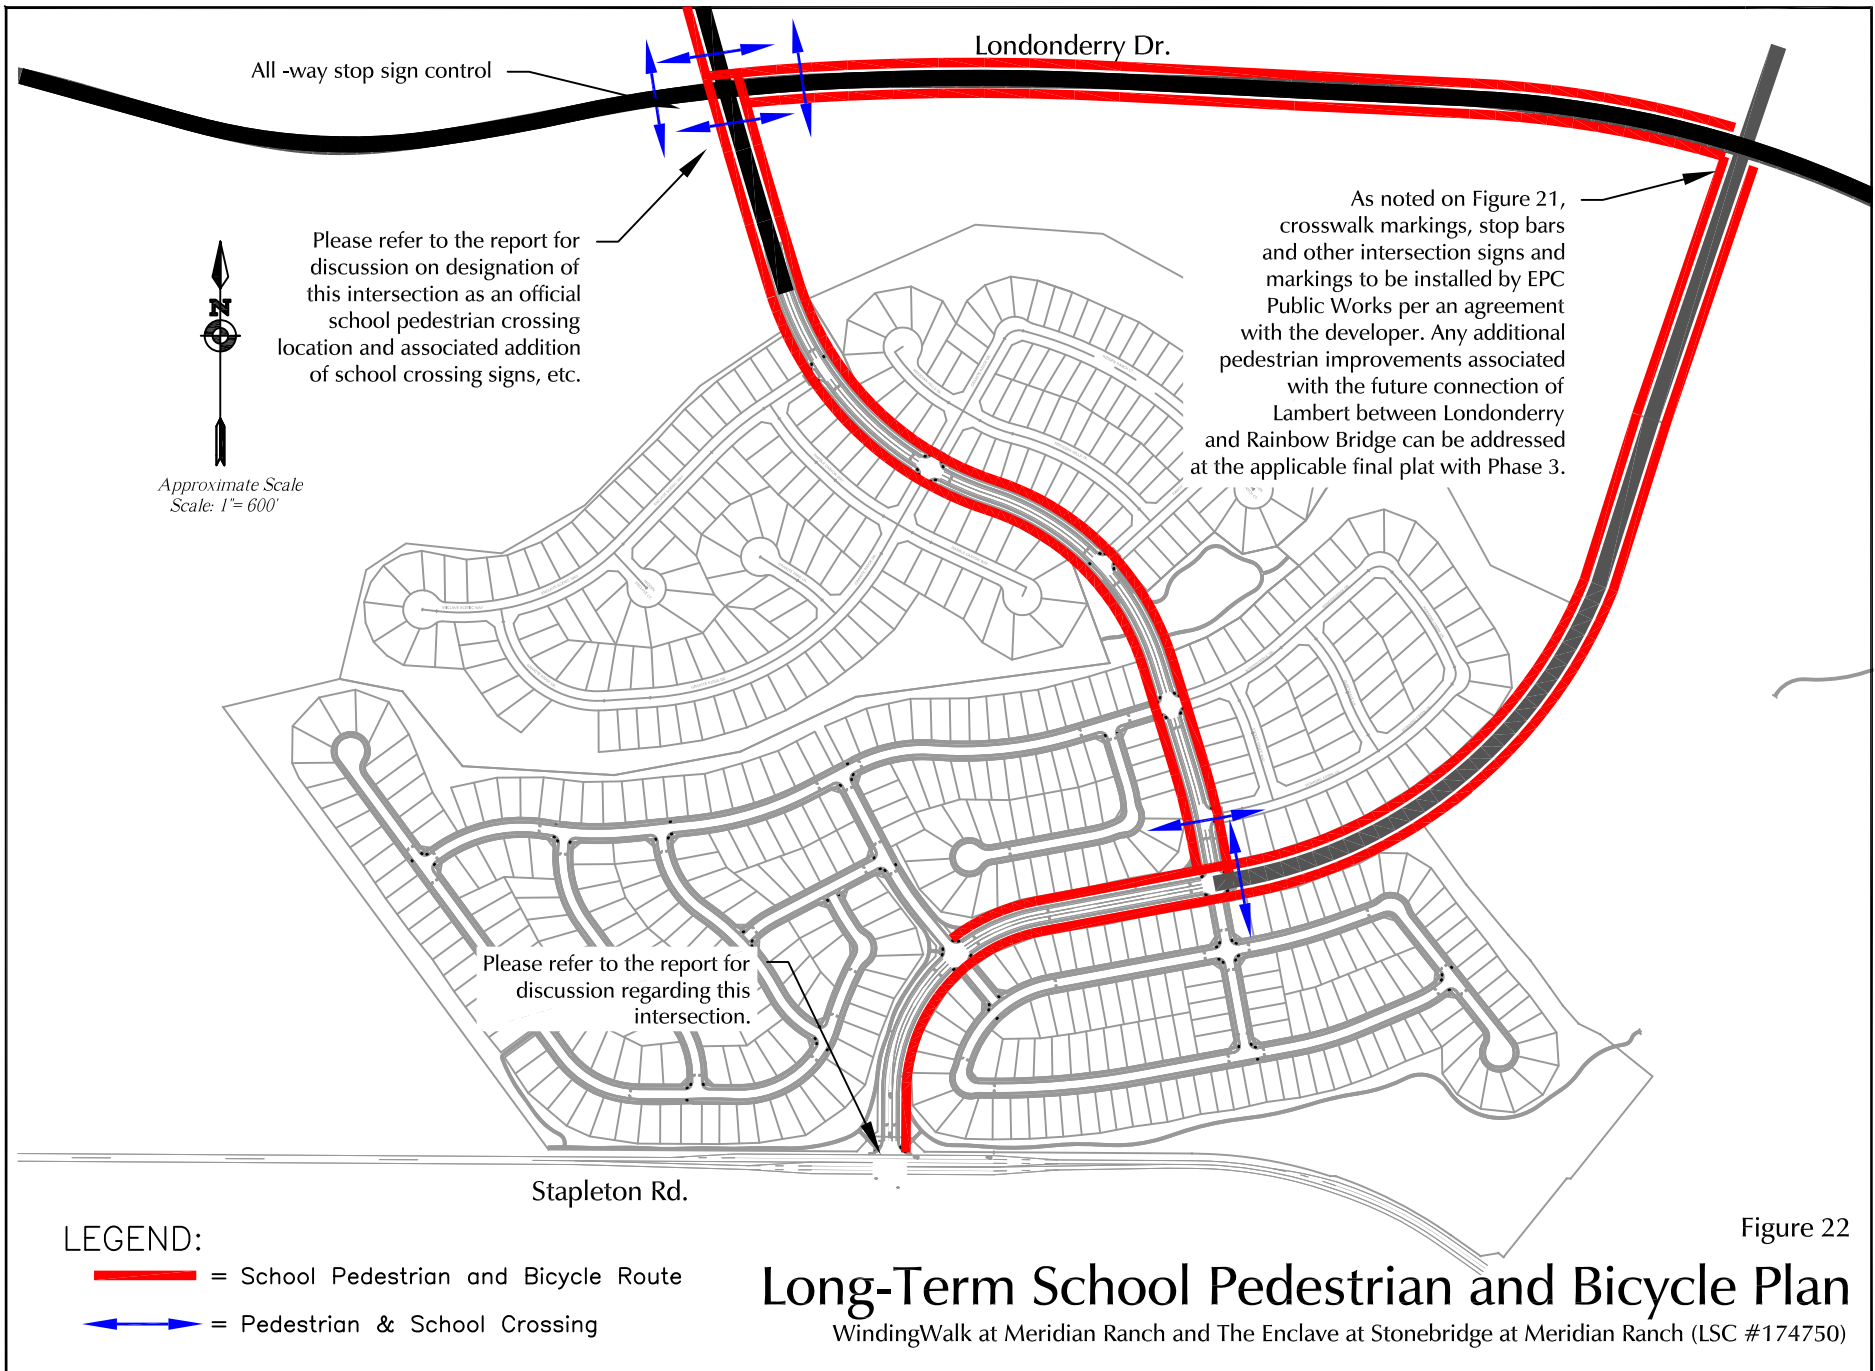 Londonderry Dr.
All -way stop sign control
As noted on Figure 21,
crosswalk markings, stop bars
and other intersection signs and
markings to be installed by EPC
Public Works per an agreement
with the developer. Any additional
pedestrian improvements associated
with the future connection of
Lambert between Londonderry
and Rainbow Bridge can be addressed
at the applicable final plat with Phase 3.
Please refer to the report for
discussion on designation of
this intersection as an official
school pedestrian crossing
location and associated addition
of school crossing signs, etc.
N
Approximate Scale
Scale: 1"= 600'
Please refer to the report for
discussion regarding this
intersection.
Stapleton Rd.
LEGEND:
= School Pedestrian and Bicycle Route
= Pedestrian & School Crossing
Figure 22
Long-Term School Pedestrian and Bicycle Plan
WindingWalk at Meridian Ranch and The Enclave at Stonebridge at Meridian Ranch (LSC #174750)